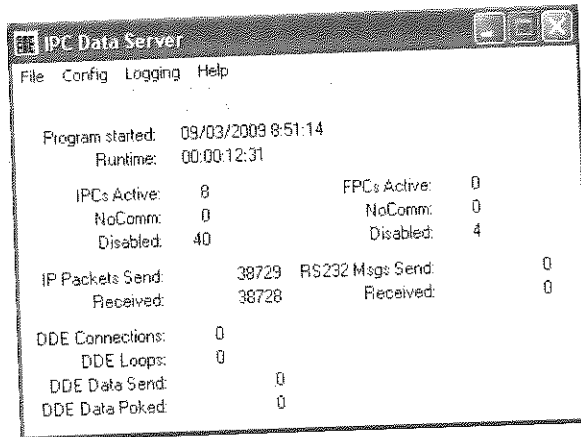 IPC Data Server
File Config Logging Help
Program started: 09/03/2009 8:51:14
Runtime: 00:00:12:31
IPCs Active: 8 FPCs Active: 0
NoComm: 0 NoComm: 0
Disabled: 40 Disabled: 4
IP Packets Send: 38729 RS232 Msgs Send: 0
Received: 38728 Received: 0
DDE Connections: 0
DDE Loops: 0
DDE Data Send: 0
DDE Data Poked: 0